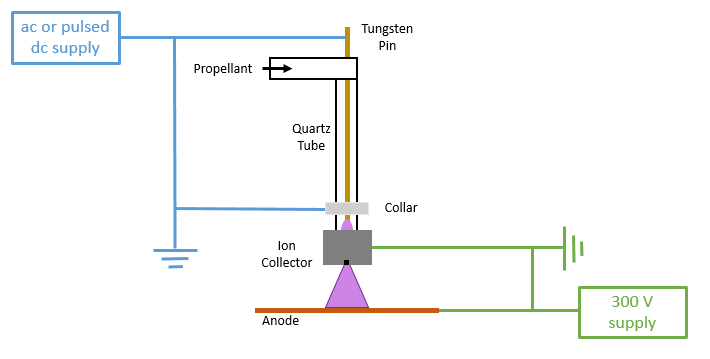 ac or pulsed
dc supply
Tungsten
Pin
Propellant
Quartz
Tube
Collar
Ion
Collector
300 V
supply
Anode